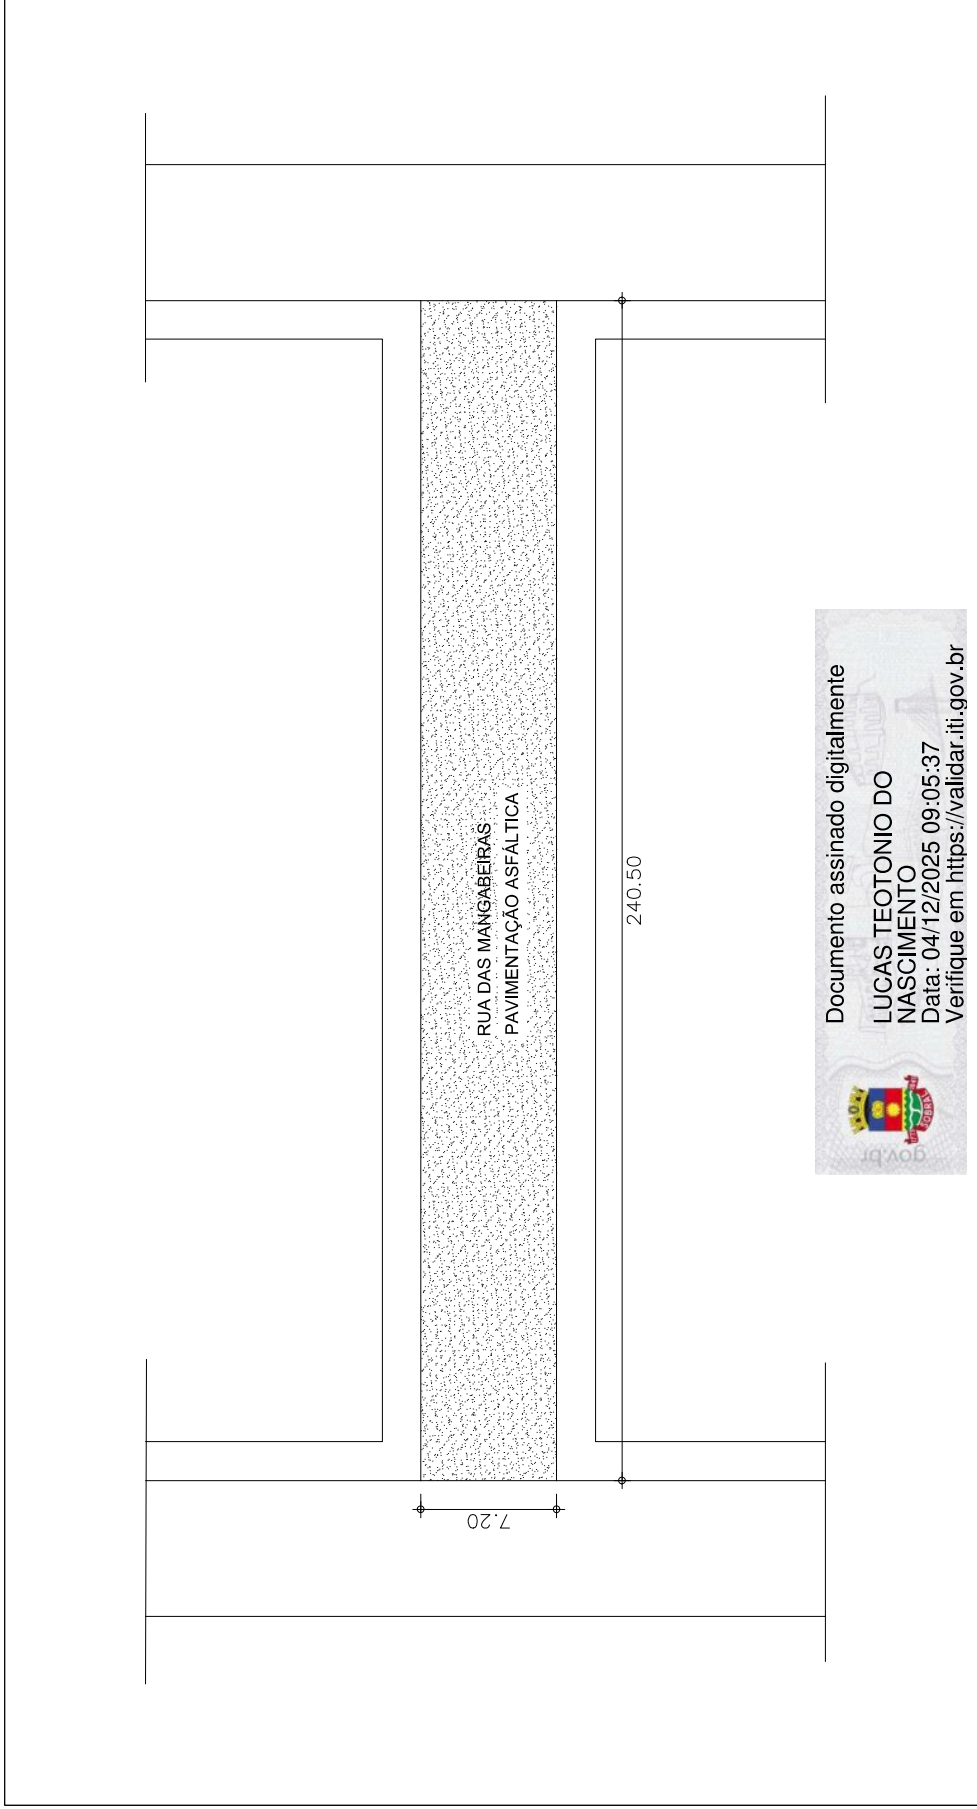 RUA DAS MANGABEIRAS
PAVIMENTAÇÃO ASFÁLTICA
240.50
7.20
Documento assinado digitalmente
LUCAS TEOTONIO DO
NASCIMENTO
Data: 04/12/2025 09:05:37
Verifique em https://validar.iti.gov.br
gov.br
SOBRAL